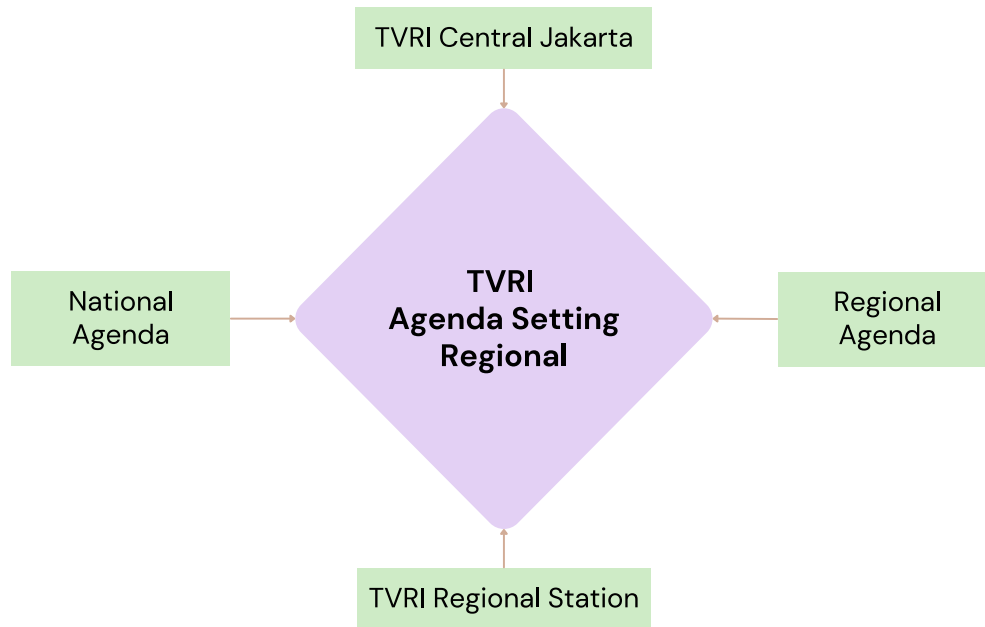 TVRI Central Jakarta
National
Agenda
TVRI
Agenda Setting
Regional
Regional
Agenda
TVRI Regional Station